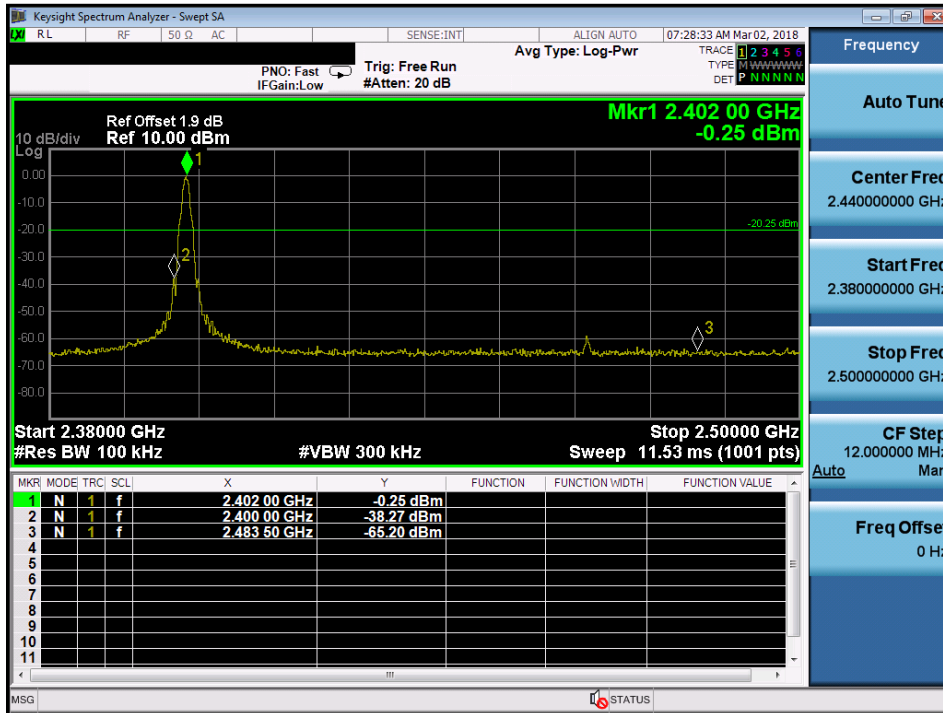 Keysight Spectrum Analyzer - Swept SA
LXI RL RF 50 Ω AC SENSE:INT ALIGN AUTO 07:28:33 AM Mar 02, 2018
Frequency
PNO: Fast
IFGain:Low
Trig: Free Run
#Atten: 20 dB
Avg Type: Log-Pwr
TRACE 1 2 3 4 5 6
TYPE M W W W W W
DET P N N N N N
Auto Tune
Mkr1 2.402 00 GHz
-0.25 dBm
Ref Offset 1.9 dB
10 dB/div Ref 10.00 dBm
Log
1
0.00
-10.0
-20.0
-20.25 dBm
-30.0
2
-40.0
-50.0
-60.0
3
-70.0
-80.0
Center Freq
2.440000000 GHz
Start Freq
2.380000000 GHz
Stop Freq
2.500000000 GHz
Start 2.38000 GHz Stop 2.50000 GHz
#Res BW 100 kHz #VBW 300 kHz Sweep 11.53 ms (1001 pts)
CF Step
12.000000 MHz
Auto Man
MKR MODE TRC SCL X Y FUNCTION FUNCTION WIDTH FUNCTION VALUE
1 N 1 f 2.402 00 GHz -0.25 dBm
2 N 1 f 2.400 00 GHz -38.27 dBm
3 N 1 f 2.483 50 GHz -65.20 dBm
4
5
6
7
8
9
10
11
Freq Offset
0 Hz
MSG STATUS